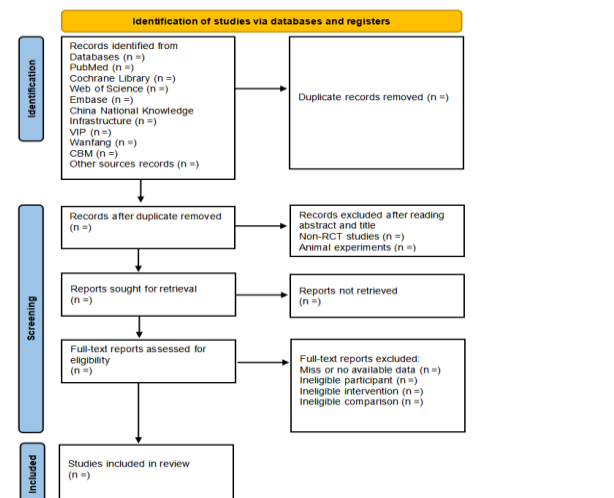 Identification of studies via databases and registers
Identification
Records identified from
Databases (n =)
PubMed (n =)
Cochrane Library (n =)
Web of Science (n =)
Embase (n =)
China National Knowledge
Infrastructure (n =)
VIP (n =)
Wanfang (n =)
CBM (n =)
Other sources records (n =)
Duplicate records removed (n =)
Screening
Records after duplicate removed
(n =)
Records excluded after reading
abstract and title
Non-RCT studies (n =)
Animal experiments (n =)
Reports sought for retrieval
(n =)
Reports not retrieved
(n =)
Full-text reports assessed for
eligibility
(n =)
Full-text reports excluded:
Miss or no available data (n =)
Ineligible participant (n =)
Ineligible intervention (n =)
Ineligible comparison (n =)
Included
Studies included in review
(n =)